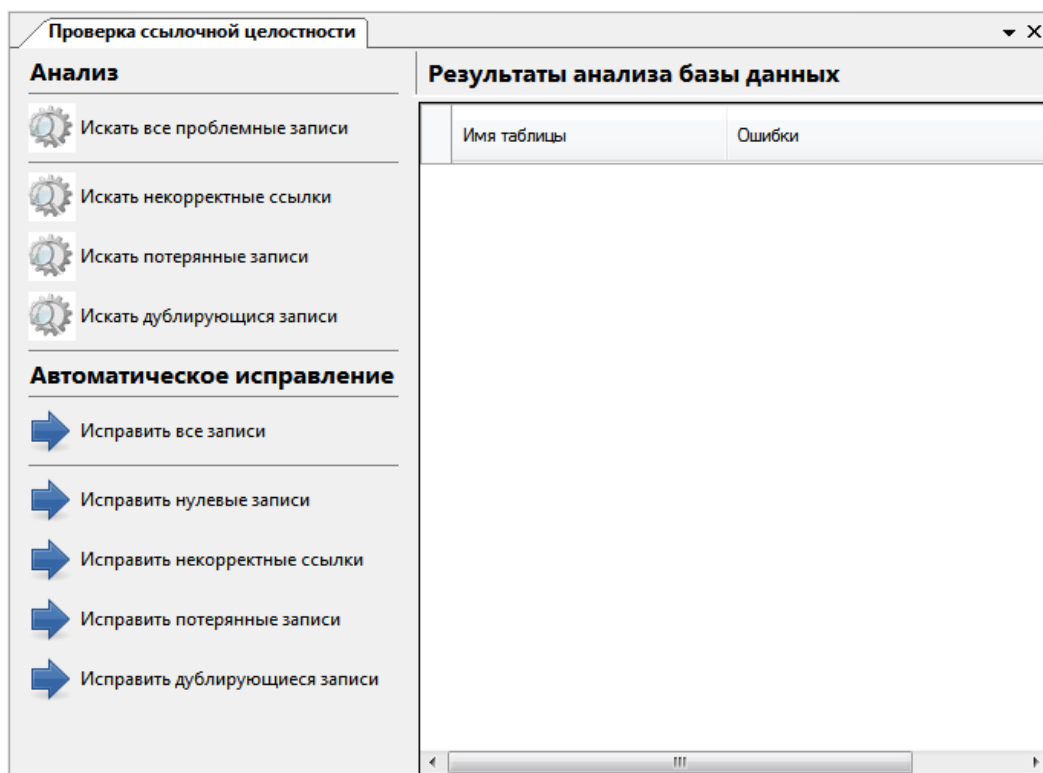 Проверка ссылочной целостности
Анализ
Искать все проблемные записи
Искать некорректные ссылки
Искать потерянные записи
Искать дублирующися записи
Автоматическое исправление
Исправить все записи
Исправить нулевые записи
Исправить некорректные ссылки
Исправить потерянные записи
Исправить дублирующиеся записи
Результаты анализа базы данных
Имя таблицы Ошибки